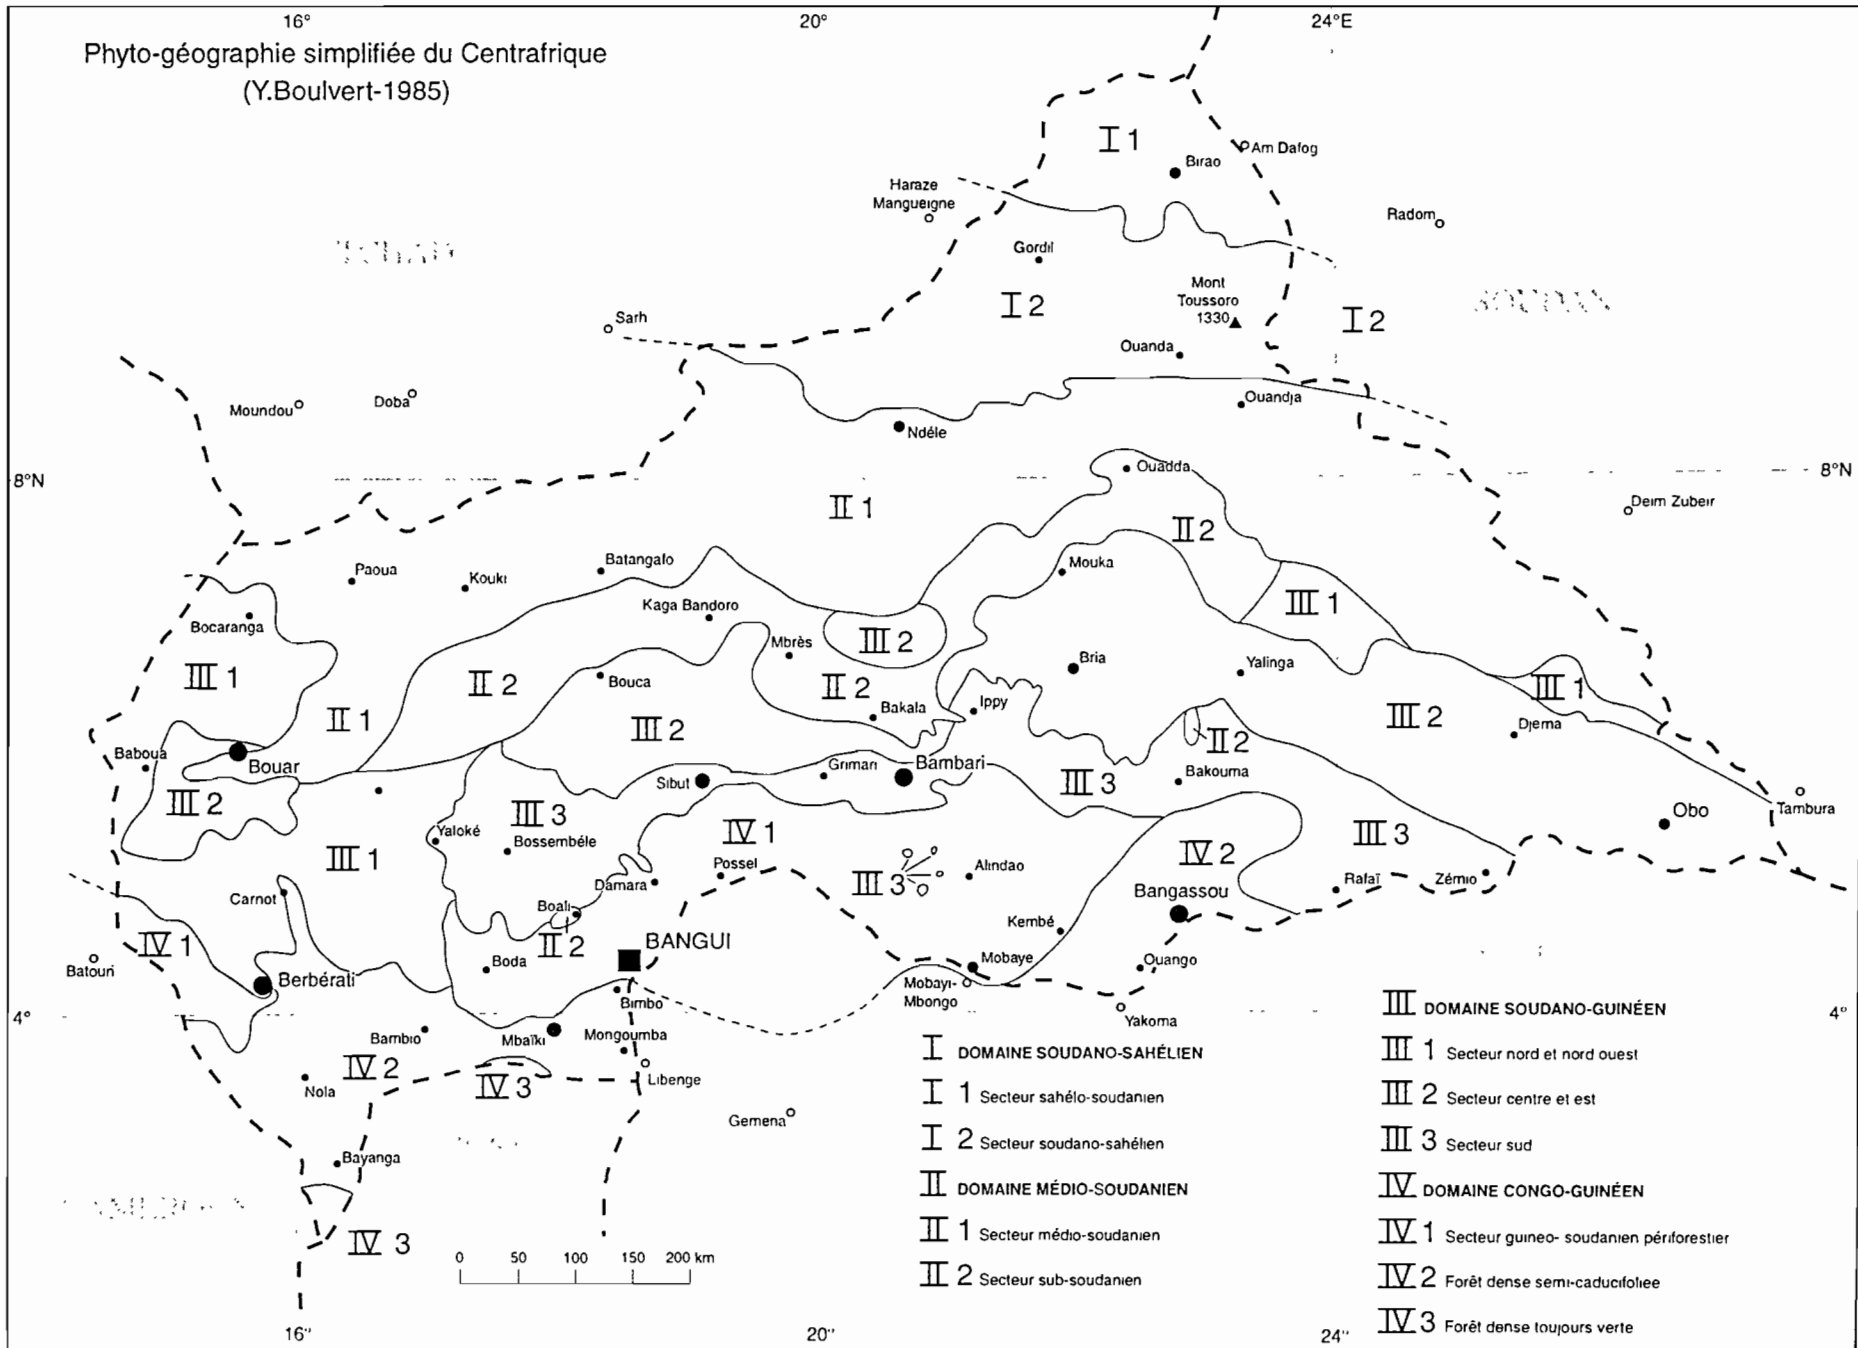 16°
20°
24°E
Phyto-géographie simplifiée du Centrafrique
(Y.Boulvert-1985)
I 1
Birao
Am Dafog
Haraze
Mangueigne
Radom
Gordil
Mont
Toussoro
1330
I 2
I 2
SOUDAN
Sarh
Ouanda
Moundou
Doba
Ouandja
Ndéle
8°N
Ouadda
8°N
II 1
Deim Zubeir
II 2
Paoua
Kouki
Batangafo
Mouka
Kaga Bandoro
III 1
Bocaranga
III 2
Mbrès
III 1
Bria
Yalinga
II 2
Bouca
II 2
III 1
Bakala
Ippy
II 1
III 2
III 2
Djema
II 2
Baboua
Bouar
Sibut
Grimari
Bambari
III 3
Bakouma
III 2
Tambura
Obo
III 3
IV 1
Yaloké
Bossembéle
III 1
III 3
IV 2
Possel
Alindao
Damara
III 3
Rafaï
Zémio
Carnot
Bangassou
Boali
Kembé
IV 1
II 2
BANGUI
Batouri
Boda
Mobaye
Ouango
Berbérati
Mobayi-
Mbongo
Bimbo
Yakoma
4°
4°
Bambio
Mbaïki
Mongoumba
IV 2
IV 3
Libenge
Nola
Gemena
Bayanga
IV 3
0 50 100 150 200 km
I DOMAINE SOUDANO-SAHÉLIEN
I 1 Secteur sahélo-soudanien
I 2 Secteur soudano-sahélien
II DOMAINE MÉDIO-SOUDANIEN
II 1 Secteur médio-soudanien
II 2 Secteur sub-soudanien
III DOMAINE SOUDANO-GUINÉEN
III 1 Secteur nord et nord ouest
III 2 Secteur centre et est
III 3 Secteur sud
IV DOMAINE CONGO-GUINÉEN
IV 1 Secteur guineo- soudanien périforestier
IV 2 Forêt dense semi-caducifoliee
IV 3 Forêt dense toujours verte
16°
20°
24°